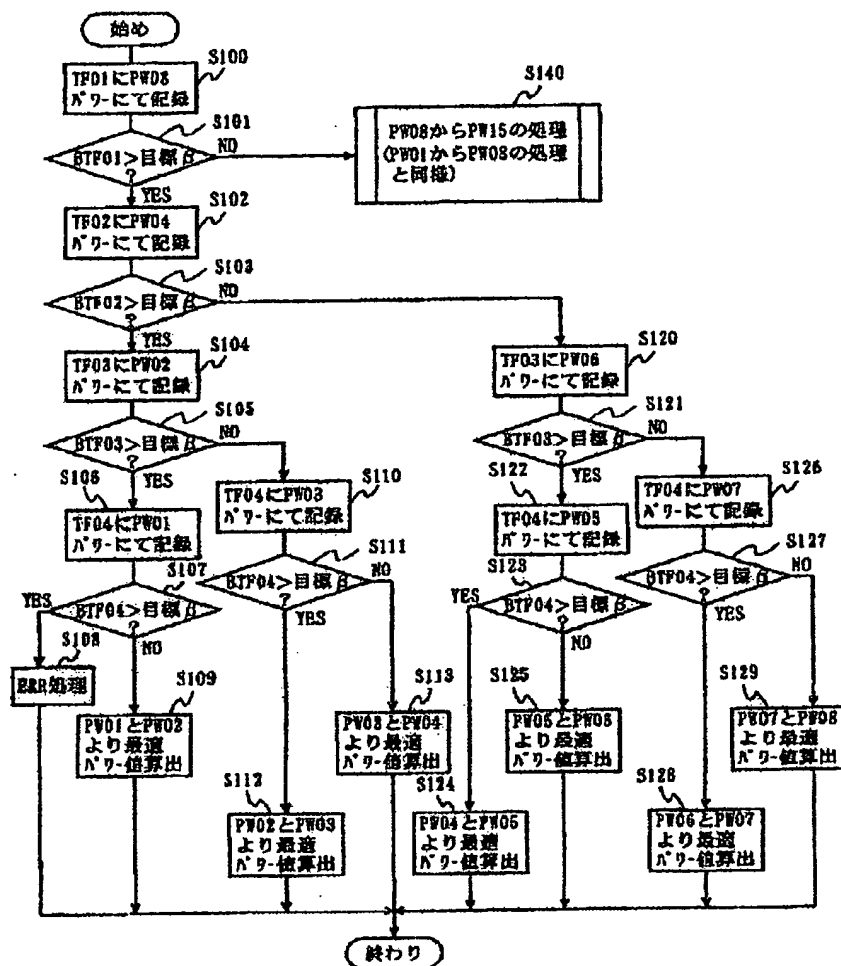 始め
S100
TF01にPW08
パワーにて記録
S101
BTF01>目標β
?
NO
YES
S140
PW08からPW15の処理
(PW01からPW08の処理
と同様)
S102
TF02にPW04
パワーにて記録
S103
BTF02>目標β
?
NO
YES
S104
TF03にPW02
パワーにて記録
S105
BTF03>目標β
?
NO
YES
S106
TF04にPW01
パワーにて記録
S107
BTF04>目標β
?
YES
NO
S108
ERR処理
S109
PW01とPW02
より最適
パワー値算出
S110
TF04にPW03
パワーにて記録
S111
BTF04>目標β
?
NO
YES
S112
PW02とPW03
より最適
パワー値算出
S113
PW03とPW04
より最適
パワー値算出
S120
TF03にPW06
パワーにて記録
S121
BTF03>目標β
?
NO
YES
S122
TF04にPW05
パワーにて記録
S123
BTF04>目標β
?
YES
NO
S124
PW04とPW05
より最適
パワー値算出
S125
PW05とPW06
より最適
パワー値算出
S126
TF04にPW07
パワーにて記録
S127
BTF04>目標β
?
NO
YES
S128
PW06とPW07
より最適
パワー値算出
S129
PW07とPW08
より最適
パワー値算出
終わり